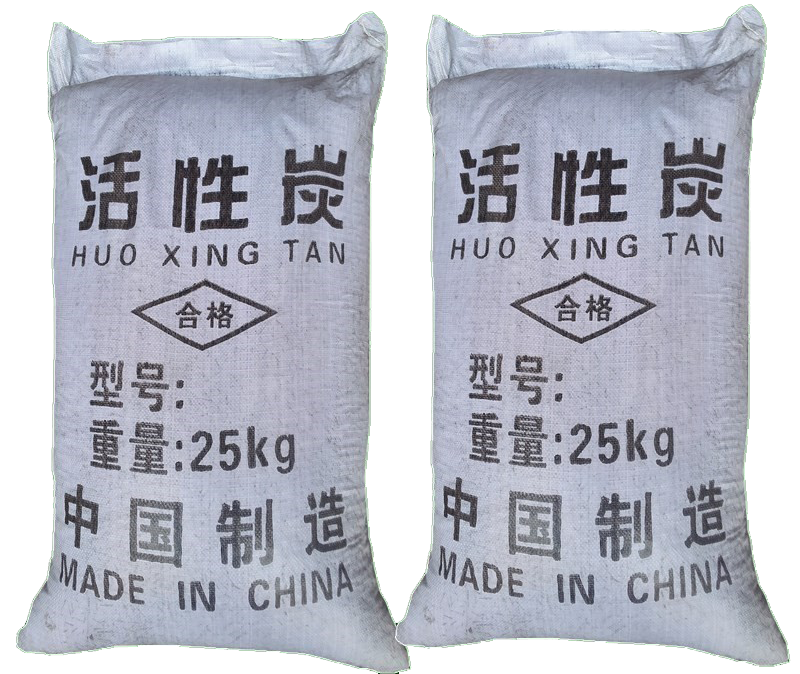 活性炭
HUO XING TAN
合格
型号:
重量:25kg
中国制造
MADE IN CHINA
活性炭
HUO XING TAN
合格
型号:
重量:25kg
中国制造
MADE IN CHINA